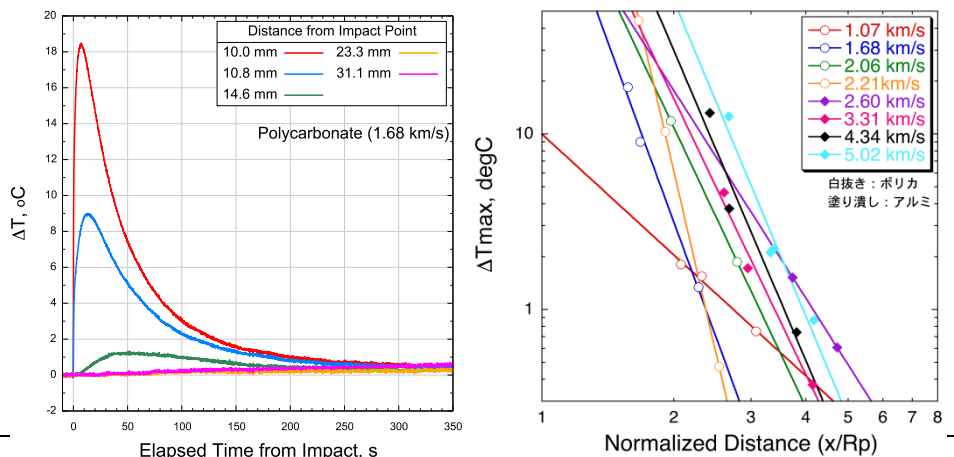 20
18
16
14
12
10
8
6
4
2
0
-2
ΔT, oC
Distance from Impact Point
10.0 mm 23.3 mm
10.8 mm 31.1 mm
14.6 mm
Polycarbonate (1.68 km/s)
0 50 100 150 200 250 300 350
Elapsed Time from Impact, s
10
1
ΔTmax, degC
1.07 km/s
1.68 km/s
2.06 km/s
2.21km/s
2.60 km/s
3.31 km/s
4.34 km/s
5.02 km/s
白抜き：ポリカ
塗り潰し：アルミ
1 2 3 4 5 6 7 8
Normalized Distance (x/Rp)